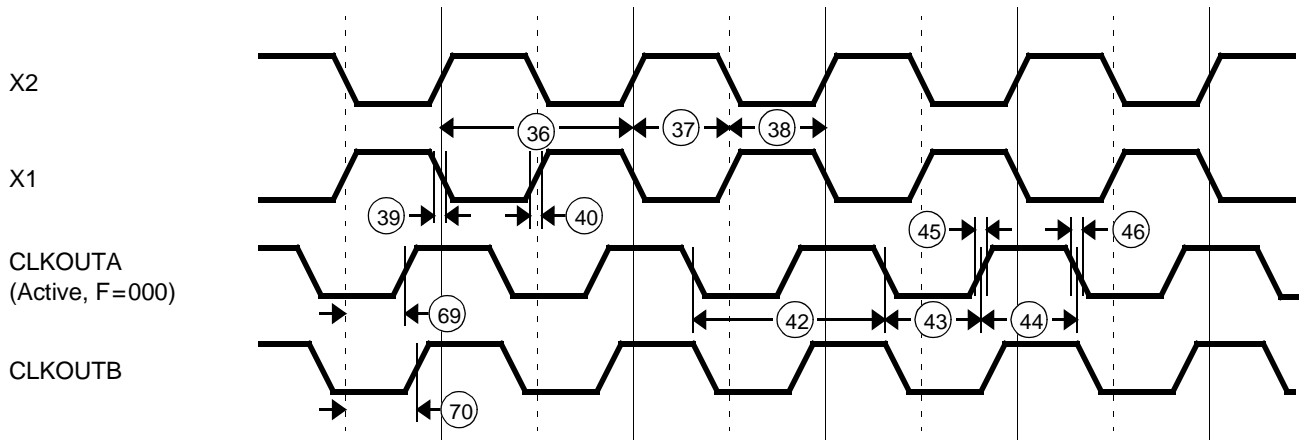 X2
36
37
38
X1
39
40
45
46
CLKOUTA
(Active, F=000)
69
42
43
44
CLKOUTB
70